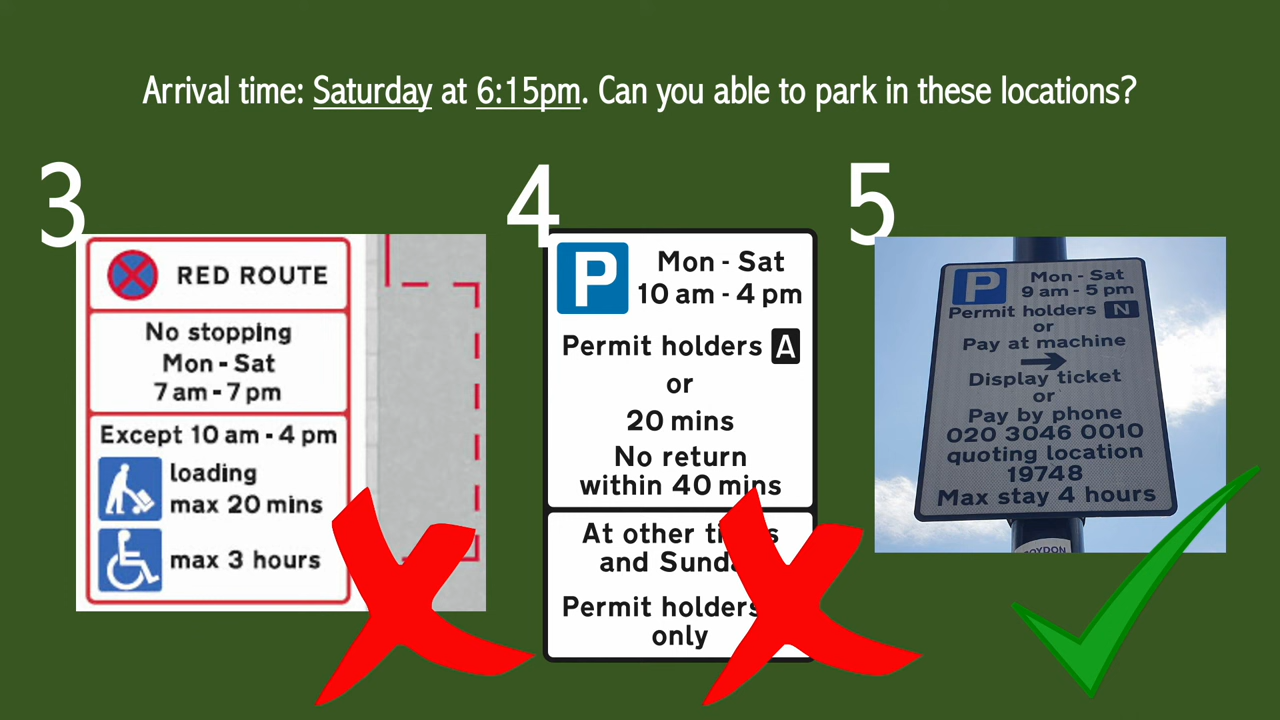 Arrival time: Saturday at 6:15pm. Can you able to park in these locations?
3
RED ROUTE
No stopping
Mon - Sat
7 am - 7 pm
Except 10 am - 4 pm
loading
max 20 mins
max 3 hours
4
P
Mon - Sat
10 am - 4 pm
Permit holders A
or
20 mins
No return
within 40 mins
At other
and
Permit holders
only
5
P
Mon - Sat
9 am - 5 pm
Permit holders N
or
Pay at machine
Display ticket
or
Pay by phone
020 3046 0010
quoting location
19748
Max stay 4 hours